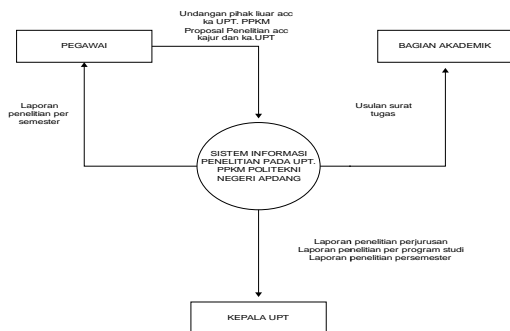 Undangan pihak liuar acc
ka UPT. PPKM
Proposal Penelitian acc
kajur dan ka.UPT
PEGAWAI
BAGIAN AKADEMIK
Laporan
penelitian per
semester
Usulan surat
tugas
SISTEM INFORMASI
PENELITIAN PADA UPT.
PPKM POLITEKNI
NEGERI APDANG
Laporan penelitian perjurusan
Laporan penelitian per program studi
Laporan penelitian persemester
KEPALA UPT